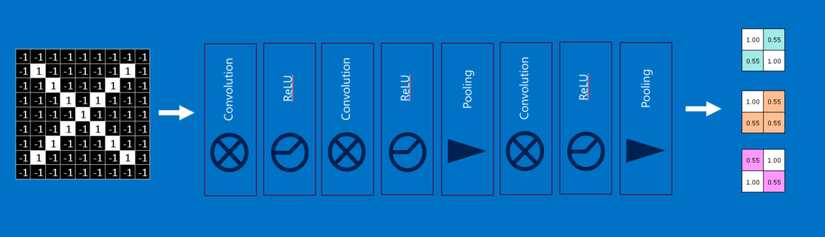 -1 -1 -1 -1 -1 -1 -1 -1 -1
-1 1 -1 -1 -1 -1 -1 1 -1
-1 -1 1 -1 -1 -1 1 -1 -1
-1 -1 -1 1 -1 1 -1 -1 -1
-1 -1 -1 -1 1 -1 -1 -1 -1
-1 -1 -1 1 -1 1 -1 -1 -1
-1 -1 1 -1 -1 -1 1 -1 -1
-1 1 -1 -1 -1 -1 -1 1 -1
-1 -1 -1 -1 -1 -1 -1 -1 -1
Convolution
ReLU
Convolution
ReLU
Pooling
Convolution
ReLU
Pooling
1.00 0.55
0.55 1.00
1.00 0.55
0.55 0.55
0.55 1.00
1.00 0.55